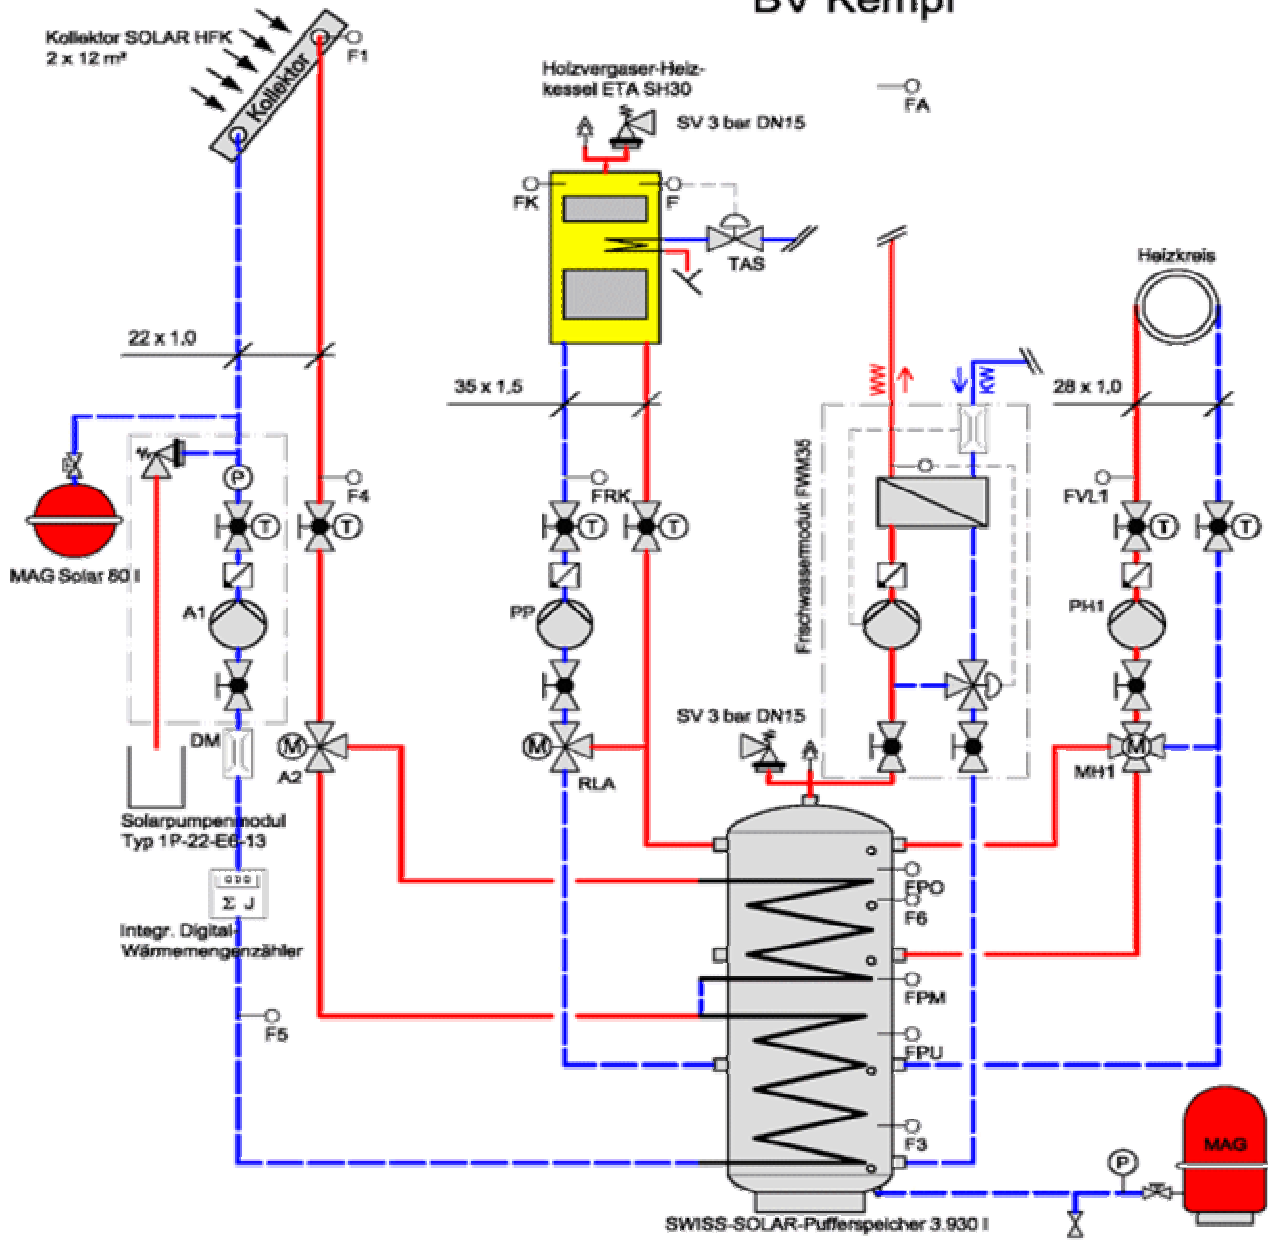 BV Kempf
Kollektor SOLAR HFK
2 x 12 m²
F1
Kollektor
Holzvergaser-Heiz-
kessel ETA SH30
SV 3 bar DN15
FA
FK
F
TAS
Heizkreis
22 x 1,0
35 x 1,5
WW
KW
28 x 1,0
P
F4
FRK
FVL1
T
T
T
T
T
T
MAG Solar 80 l
Frischwassermoduk FWM35
A1
PP
PH1
SV 3 bar DN15
DM
M
A2
M
RLA
M
MH1
Solarpumpenmodul
Typ 1P-22-E6-13
FPO
F6
Σ J
Integr. Digital-
Wärmemengenzähler
FPM
F5
FPU
F3
MAG
P
SWISS-SOLAR-Pufferspeicher 3.930 l